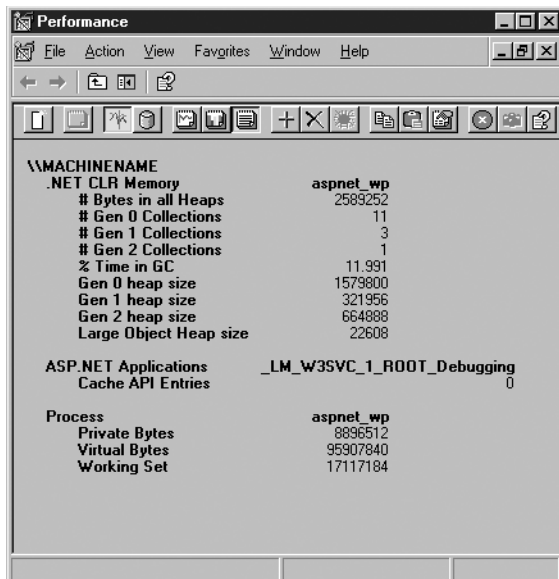 Performance
File Action View Favorites Window Help
\\MACHINENAME
.NET CLR Memory aspnet_wp
# Bytes in all Heaps 2589252
# Gen 0 Collections 11
# Gen 1 Collections 3
# Gen 2 Collections 1
% Time in GC 11.991
Gen 0 heap size 1579800
Gen 1 heap size 321956
Gen 2 heap size 664888
Large Object Heap size 22608
ASP.NET Applications _LM_W3SVC_1_ROOT_Debugging
Cache API Entries 0
Process aspnet_wp
Private Bytes 8896512
Virtual Bytes 95907840
Working Set 17117184